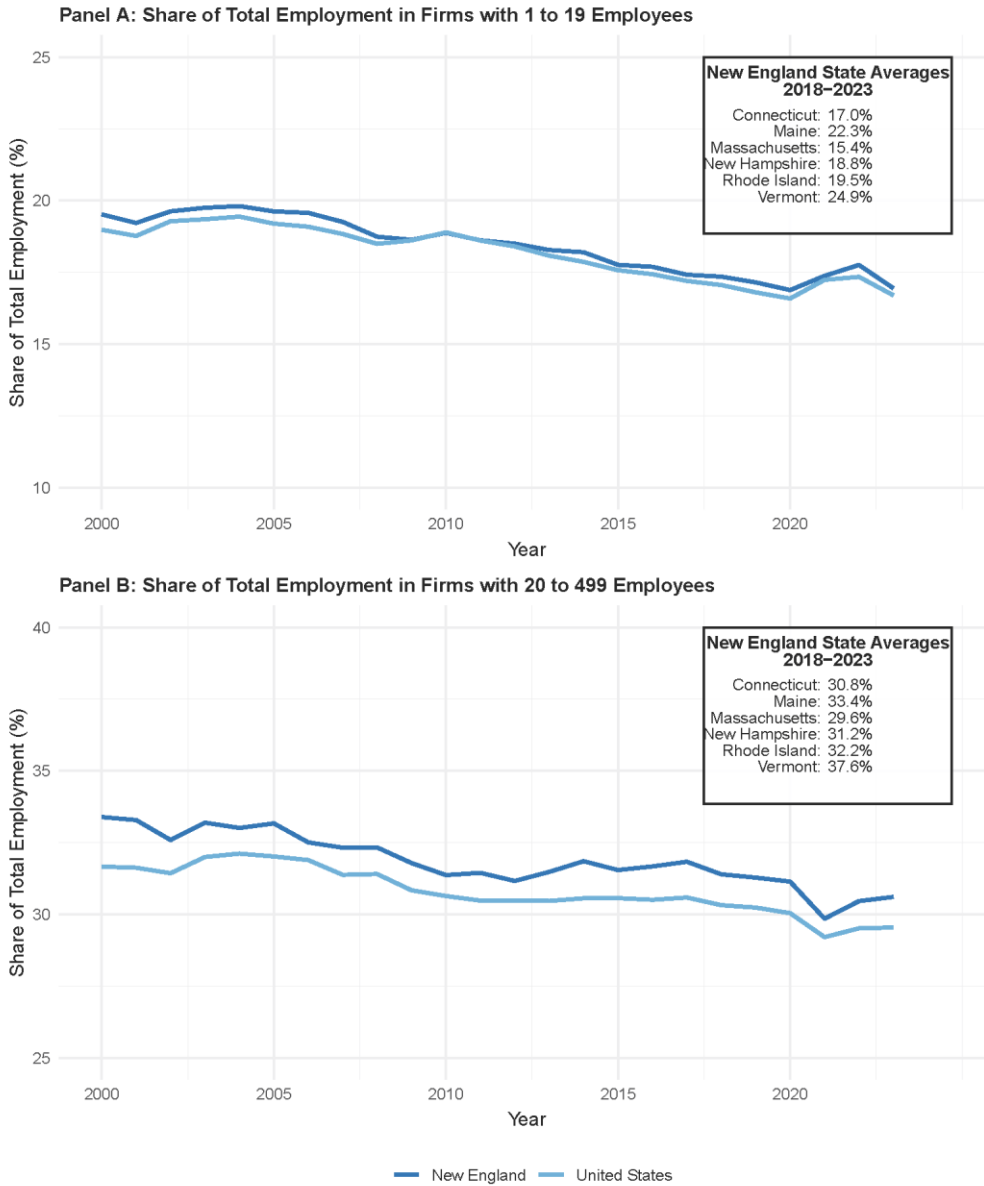 Panel A: Share of Total Employment in Firms with 1 to 19 Employees
Share of Total Employment (%)
25
20
15
10
New England State Averages
2018−2023
Connecticut: 17.0%
Maine: 22.3%
Massachusetts: 15.4%
New Hampshire: 18.8%
Rhode Island: 19.5%
Vermont: 24.9%
2000 2005 2010 2015 2020
Year
Panel B: Share of Total Employment in Firms with 20 to 499 Employees
Share of Total Employment (%)
40
35
30
25
New England State Averages
2018−2023
Connecticut: 30.8%
Maine: 33.4%
Massachusetts: 29.6%
New Hampshire: 31.2%
Rhode Island: 32.2%
Vermont: 37.6%
2000 2005 2010 2015 2020
Year
New England United States